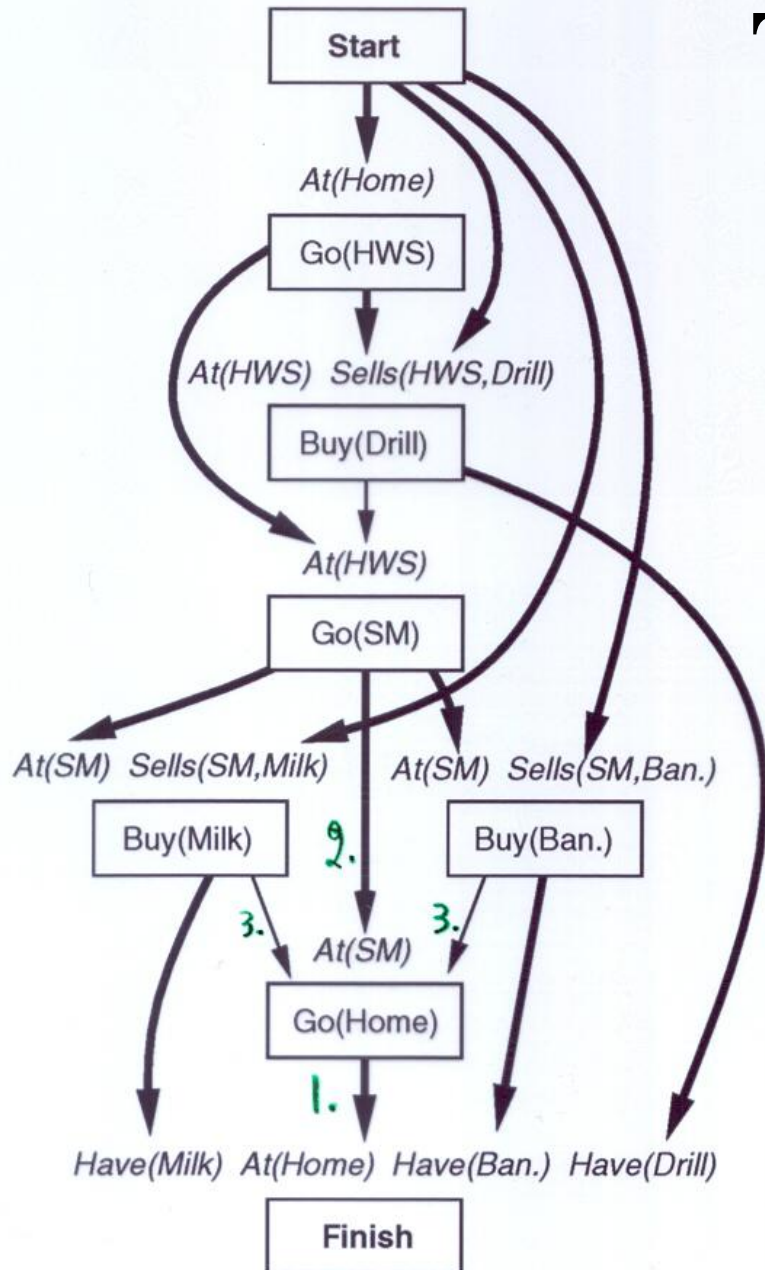 Start
At(Home)
Go(HWS)
At(HWS) Sells(HWS,Drill)
Buy(Drill)
At(HWS)
Go(SM)
At(SM) Sells(SM,Milk) At(SM) Sells(SM,Ban.)
Buy(Milk) 2. Buy(Ban.)
3. At(SM) 3.
Go(Home)
1.
Have(Milk) At(Home) Have(Ban.) Have(Drill)
Finish